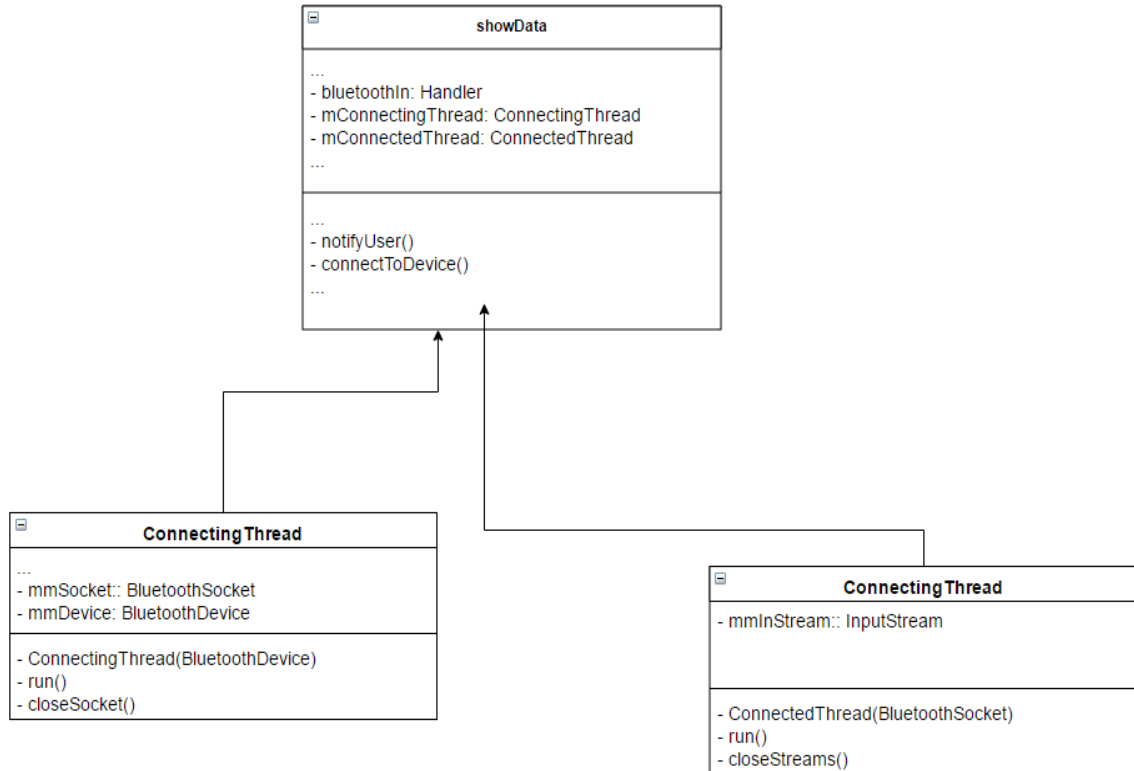 showData
...
- bluetoothIn: Handler
- mConnectingThread: ConnectingThread
- mConnectedThread: ConnectedThread
...
...
- notifyUser()
- connectToDevice()
...
ConnectingThread
...
- mmSocket:: BluetoothSocket
- mmDevice: BluetoothDevice
- ConnectingThread(BluetoothDevice)
- run()
- closeSocket()
ConnectingThread
- mmInStream:: InputStream
- ConnectedThread(BluetoothSocket)
- run()
- closeStreams()